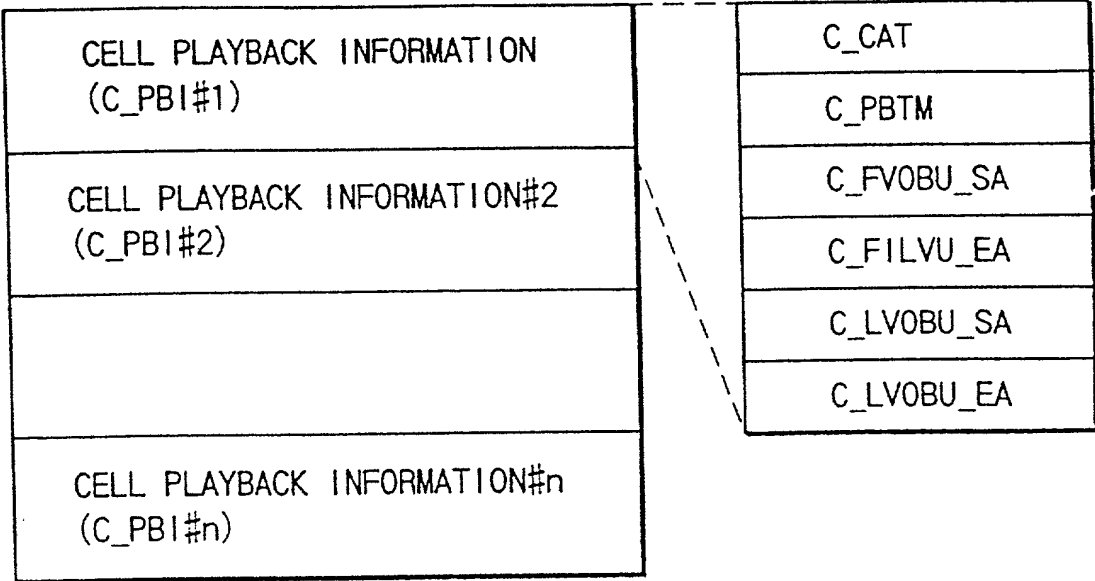 CELL PLAYBACK INFORMATION
(C_PBI#1)
CELL PLAYBACK INFORMATION#2
(C_PBI#2)
CELL PLAYBACK INFORMATION#n
(C_PBI#n)
C_CAT
C_PBTM
C_FVOBU_SA
C_FILVU_EA
C_LVOBU_SA
C_LVOBU_EA